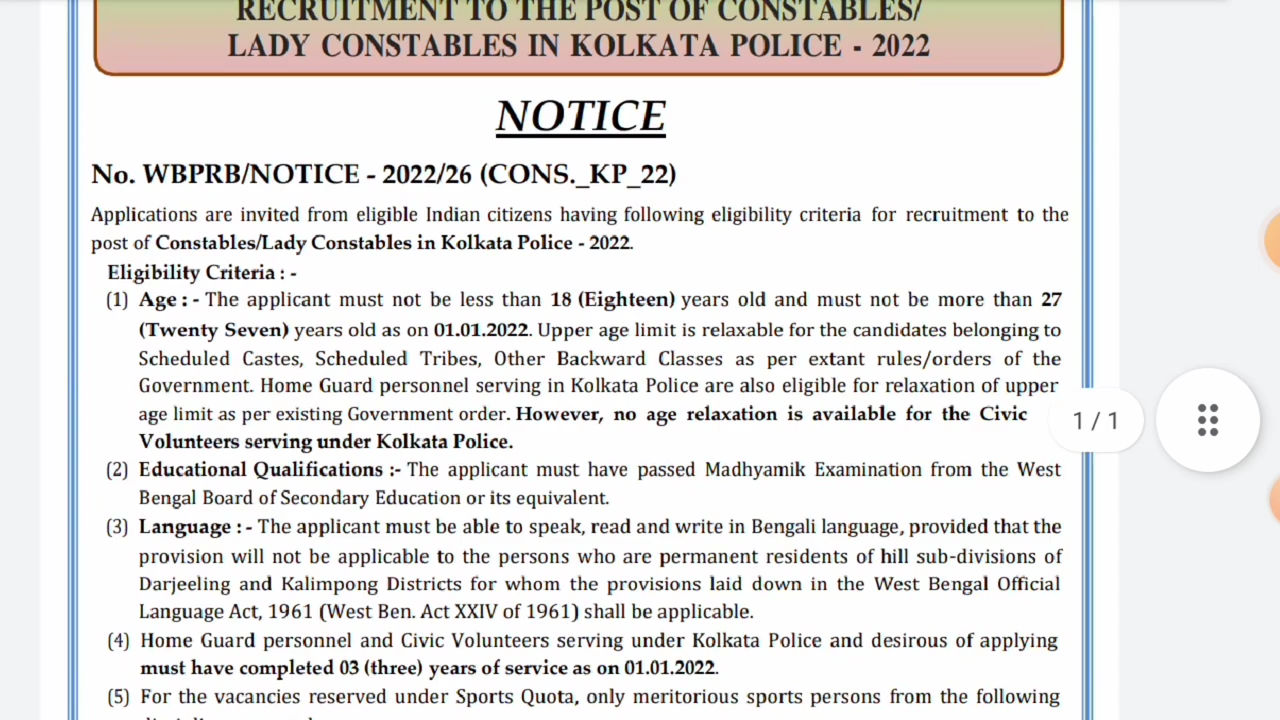 RECRUITMENT TO THE POST OF CONSTABLES/
LADY CONSTABLES IN KOLKATA POLICE - 2022
NOTICE
No. WBPRB/NOTICE - 2022/26 (CONS._KP_22)
Applications are invited from eligible Indian citizens having following eligibility criteria for recruitment to the
post of Constables/Lady Constables in Kolkata Police - 2022.
Eligibility Criteria : -
(1) Age : - The applicant must not be less than 18 (Eighteen) years old and must not be more than 27
(Twenty Seven) years old as on 01.01.2022. Upper age limit is relaxable for the candidates belonging to
Scheduled Castes, Scheduled Tribes, Other Backward Classes as per extant rules/orders of the
Government. Home Guard personnel serving in Kolkata Police are also eligible for relaxation of upper
age limit as per existing Government order. However, no age relaxation is available for the Civic
Volunteers serving under Kolkata Police.
1 / 1
(2) Educational Qualifications :- The applicant must have passed Madhyamik Examination from the West
Bengal Board of Secondary Education or its equivalent.
(3) Language : - The applicant must be able to speak, read and write in Bengali language, provided that the
provision will not be applicable to the persons who are permanent residents of hill sub-divisions of
Darjeeling and Kalimpong Districts for whom the provisions laid down in the West Bengal Official
Language Act, 1961 (West Ben. Act XXIV of 1961) shall be applicable.
(4) Home Guard personnel and Civic Volunteers serving under Kolkata Police and desirous of applying
must have completed 03 (three) years of service as on 01.01.2022.
(5) For the vacancies reserved under Sports Quota, only meritorious sports persons from the following